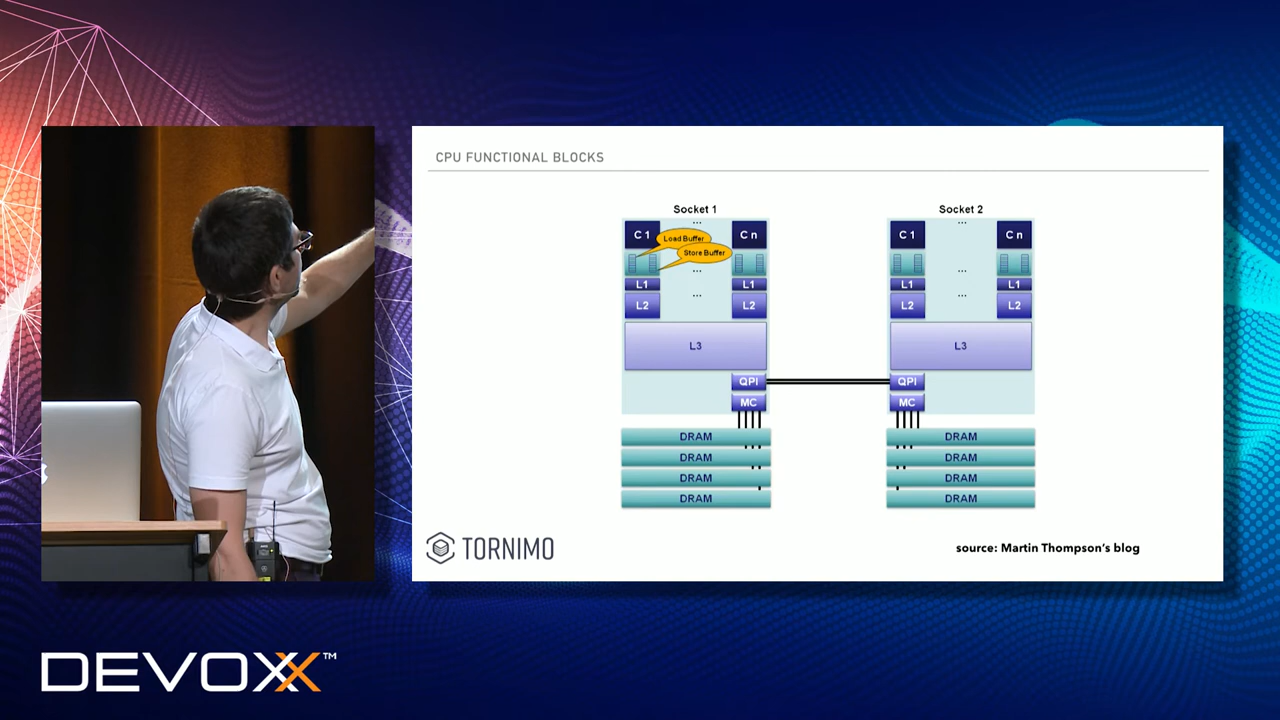 CPU FUNCTIONAL BLOCKS
Socket 1 Socket 2
... ...
C 1 Load Buffer C n C 1 C n
Store Buffer
... ...
L1 L1 L1 L1
... ...
L2 L2 L2 L2
L3 L3
QPI QPI
MC MC
DRAM DRAM
DRAM DRAM
DRAM DRAM
DRAM DRAM
TORNIMO
source: Martin Thompson's blog
DEVOXX™